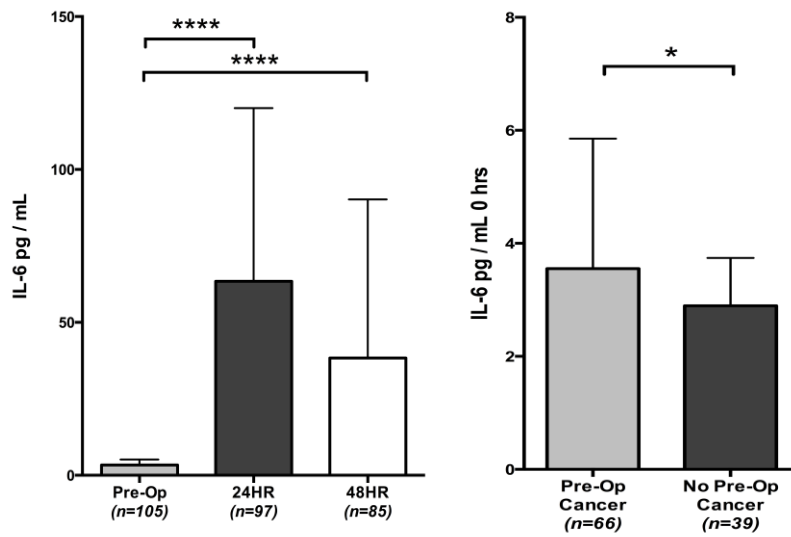 150
****
****
100
50
0
IL-6 pg / mL
Pre-Op
(n=105)
24HR
(n=97)
48HR
(n=85)
8
*
6
4
2
0
IL-6 pg / mL 0 hrs
Pre-Op
Cancer
(n=66)
No Pre-Op
Cancer
(n=39)